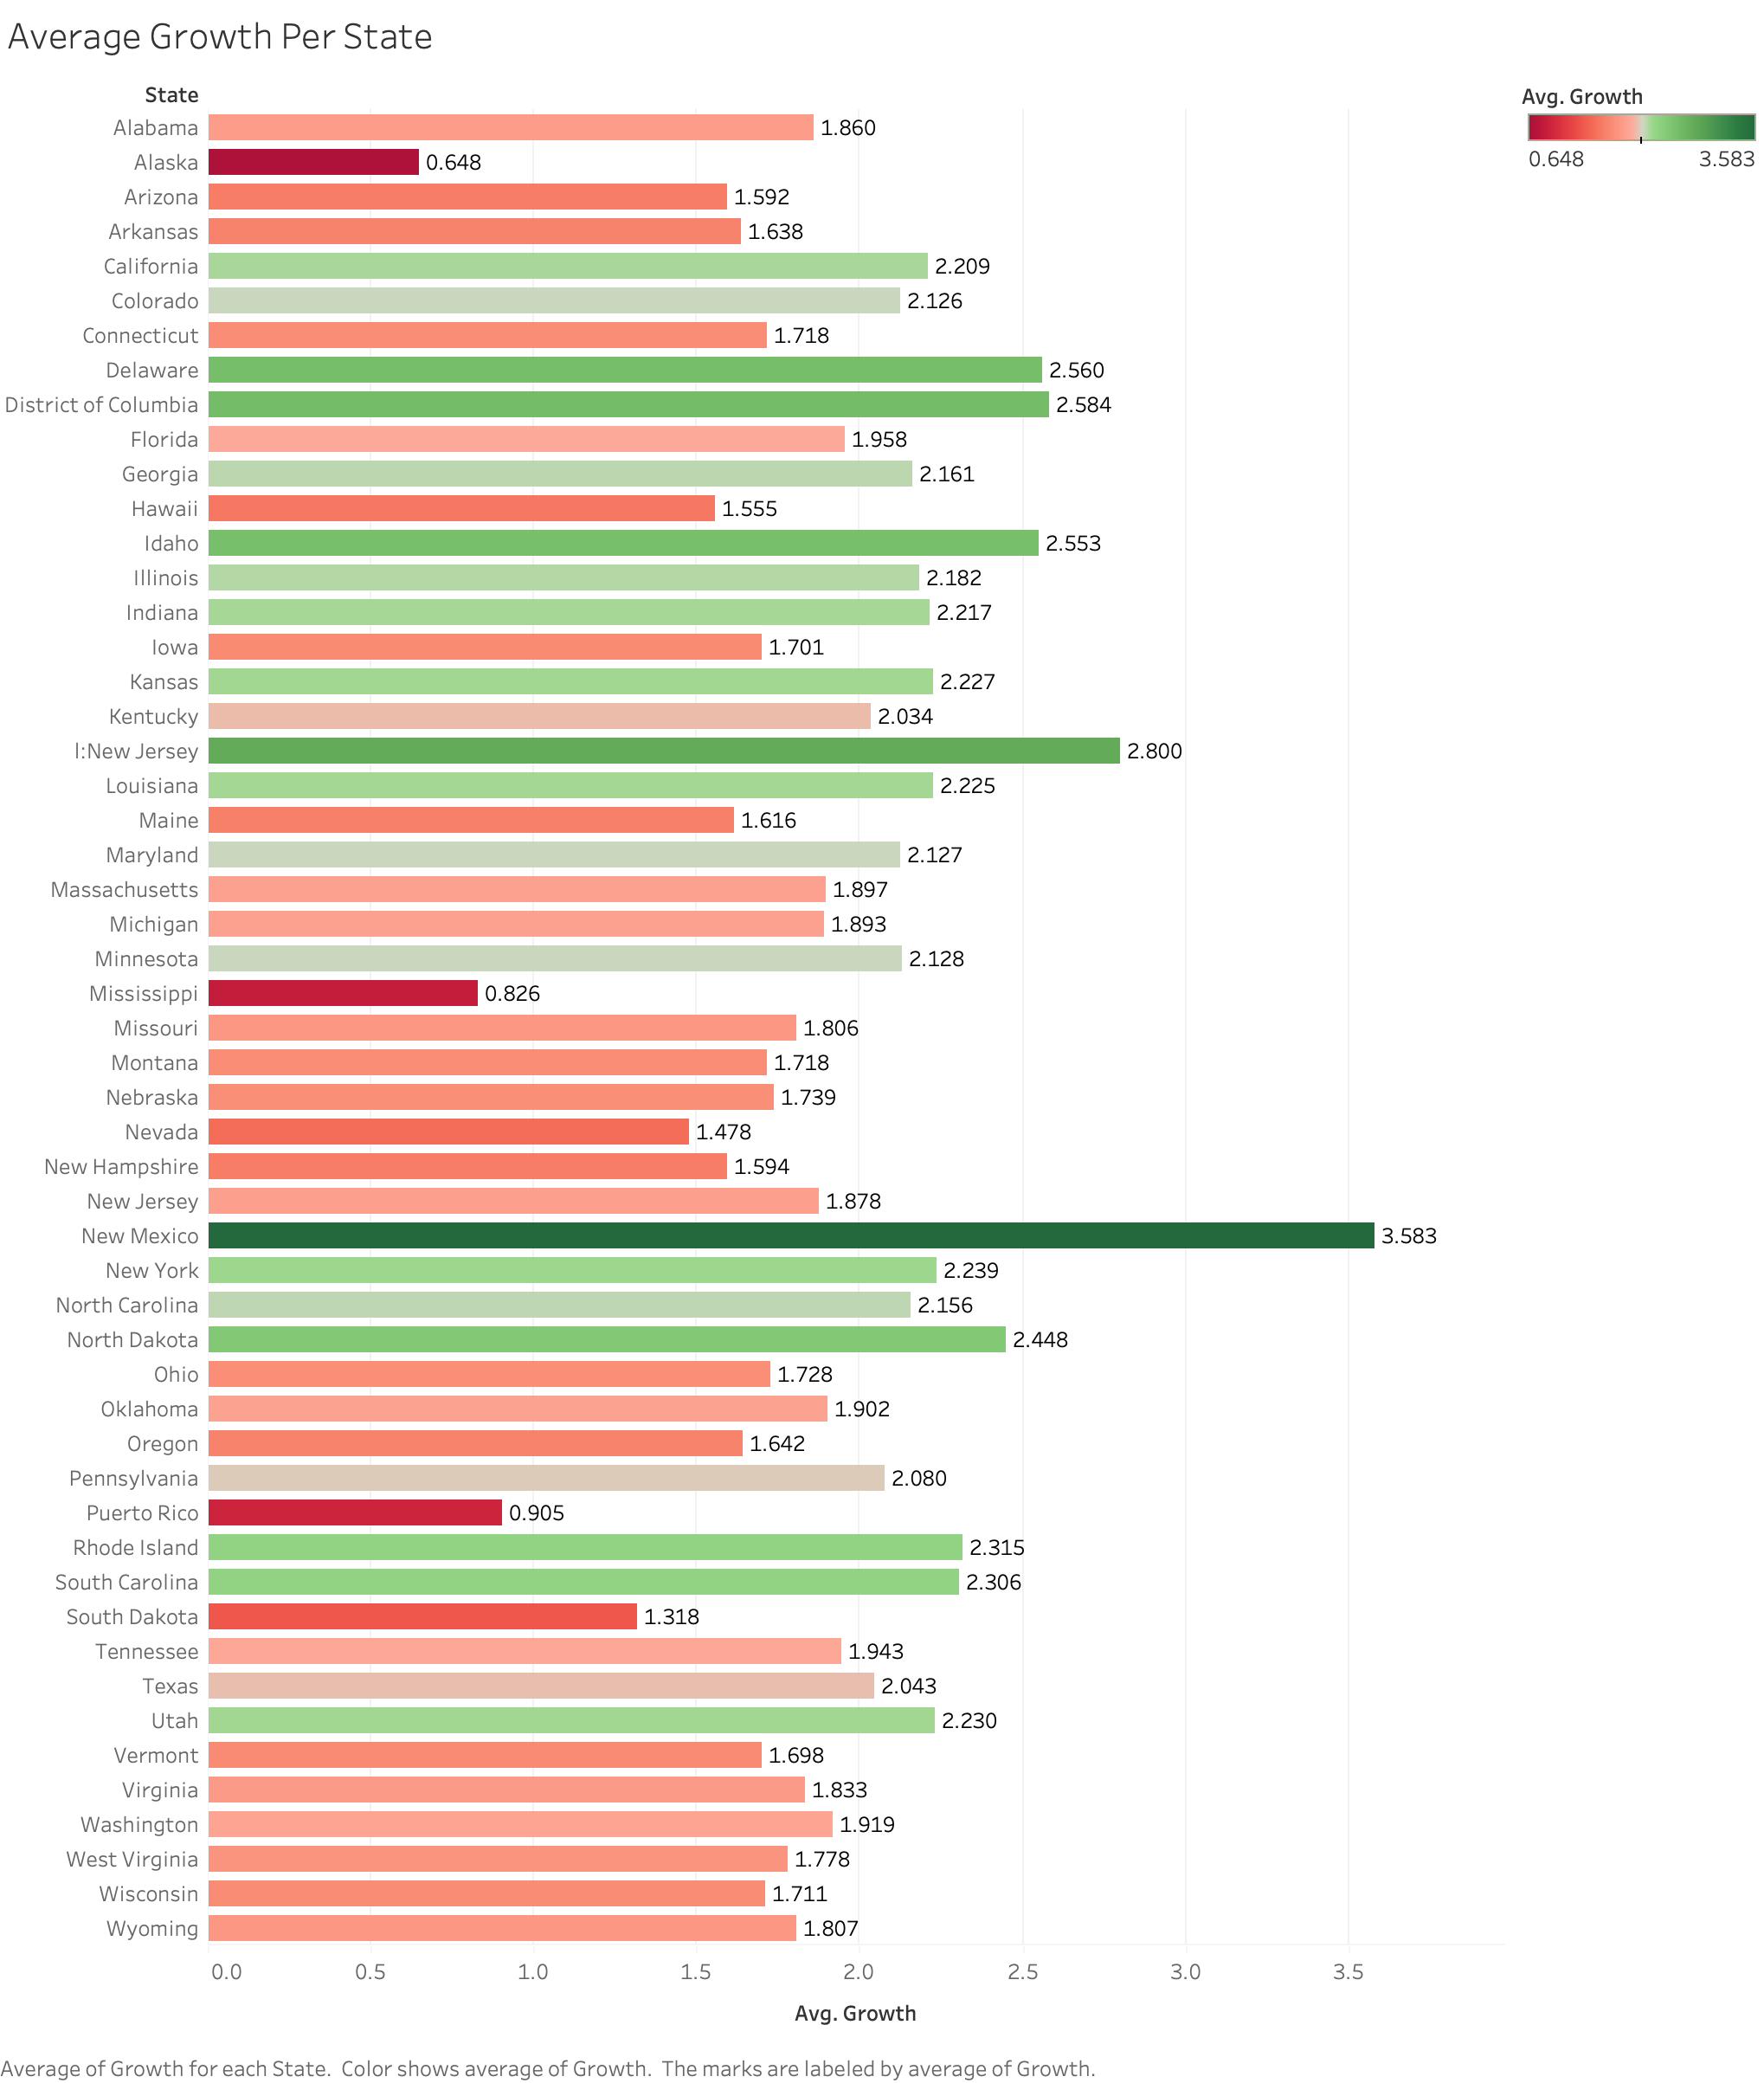 Average Growth Per State
State
Avg. Growth
0.648 3.583
Alabama 1.860
Alaska 0.648
Arizona 1.592
Arkansas 1.638
California 2.209
Colorado 2.126
Connecticut 1.718
Delaware 2.560
District of Columbia 2.584
Florida 1.958
Georgia 2.161
Hawaii 1.555
Idaho 2.553
Illinois 2.182
Indiana 2.217
Iowa 1.701
Kansas 2.227
Kentucky 2.034
l:New Jersey 2.800
Louisiana 2.225
Maine 1.616
Maryland 2.127
Massachusetts 1.897
Michigan 1.893
Minnesota 2.128
Mississippi 0.826
Missouri 1.806
Montana 1.718
Nebraska 1.739
Nevada 1.478
New Hampshire 1.594
New Jersey 1.878
New Mexico 3.583
New York 2.239
North Carolina 2.156
North Dakota 2.448
Ohio 1.728
Oklahoma 1.902
Oregon 1.642
Pennsylvania 2.080
Puerto Rico 0.905
Rhode Island 2.315
South Carolina 2.306
South Dakota 1.318
Tennessee 1.943
Texas 2.043
Utah 2.230
Vermont 1.698
Virginia 1.833
Washington 1.919
West Virginia 1.778
Wisconsin 1.711
Wyoming 1.807
0.0 0.5 1.0 1.5 2.0 2.5 3.0 3.5
Avg. Growth
Average of Growth for each State.  Color shows average of Growth.  The marks are labeled by average of Growth.